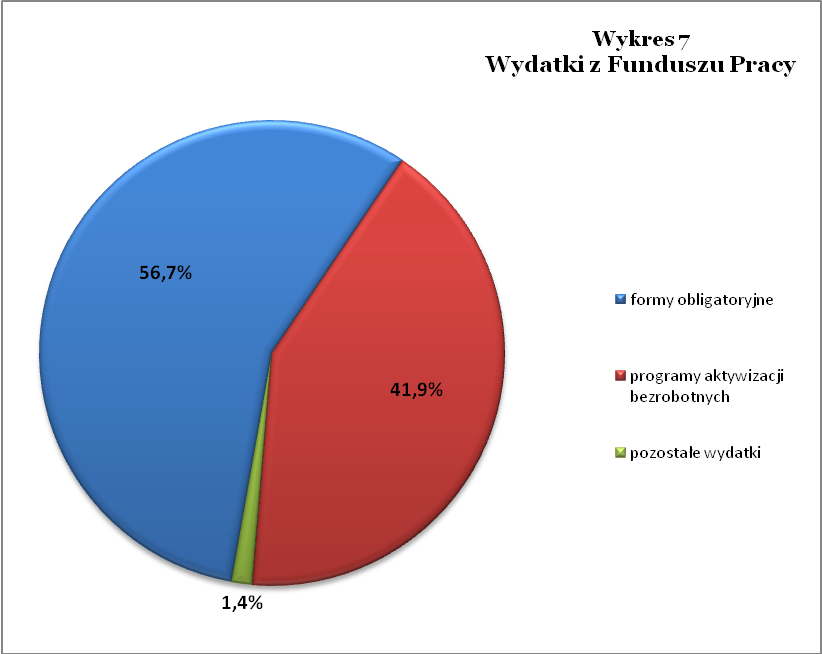 Wykres 7
Wydatki z Funduszu Pracy
56,7%
41,9%
1,4%
formy obligatoryjne
programy aktywizacji
bezrobotnych
pozostałe wydatki